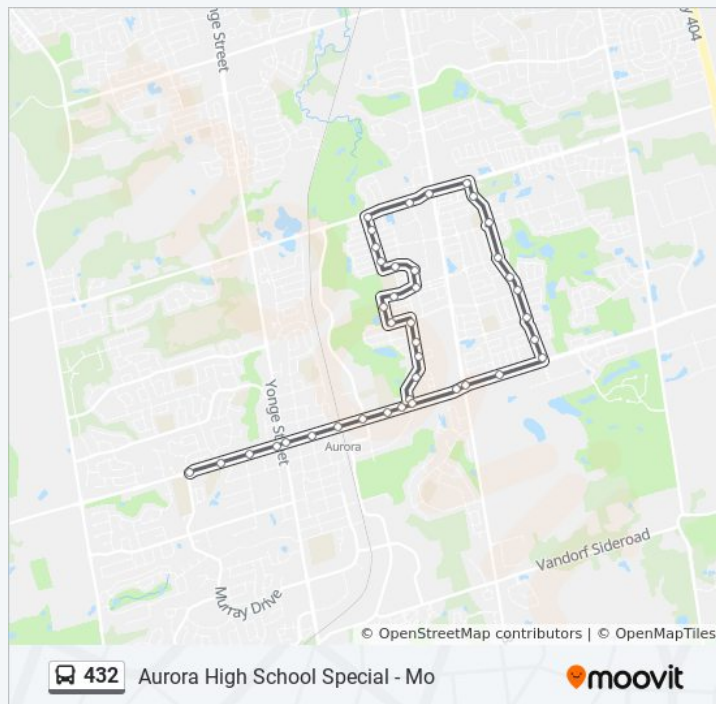 nge Street
y 404
Yonge Street
Aurora
Vandorf Sideroad
Murray Drive
© OpenStreetMap contributors | © OpenMapTiles
432 Aurora High School Special - Mo
moovit